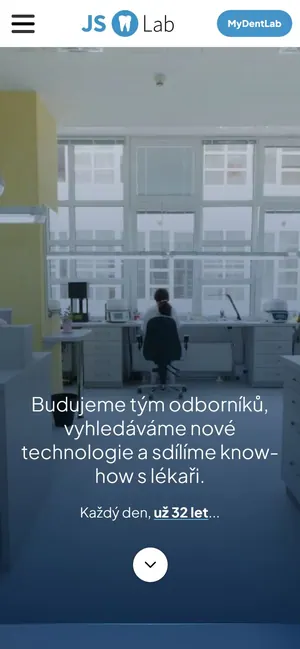 JS Lab
MyDentLab
Budujeme tým odborníků,
vyhledáváme nové
technologie a sdílíme know-
how s lékaři.
Každý den, už 32 let...